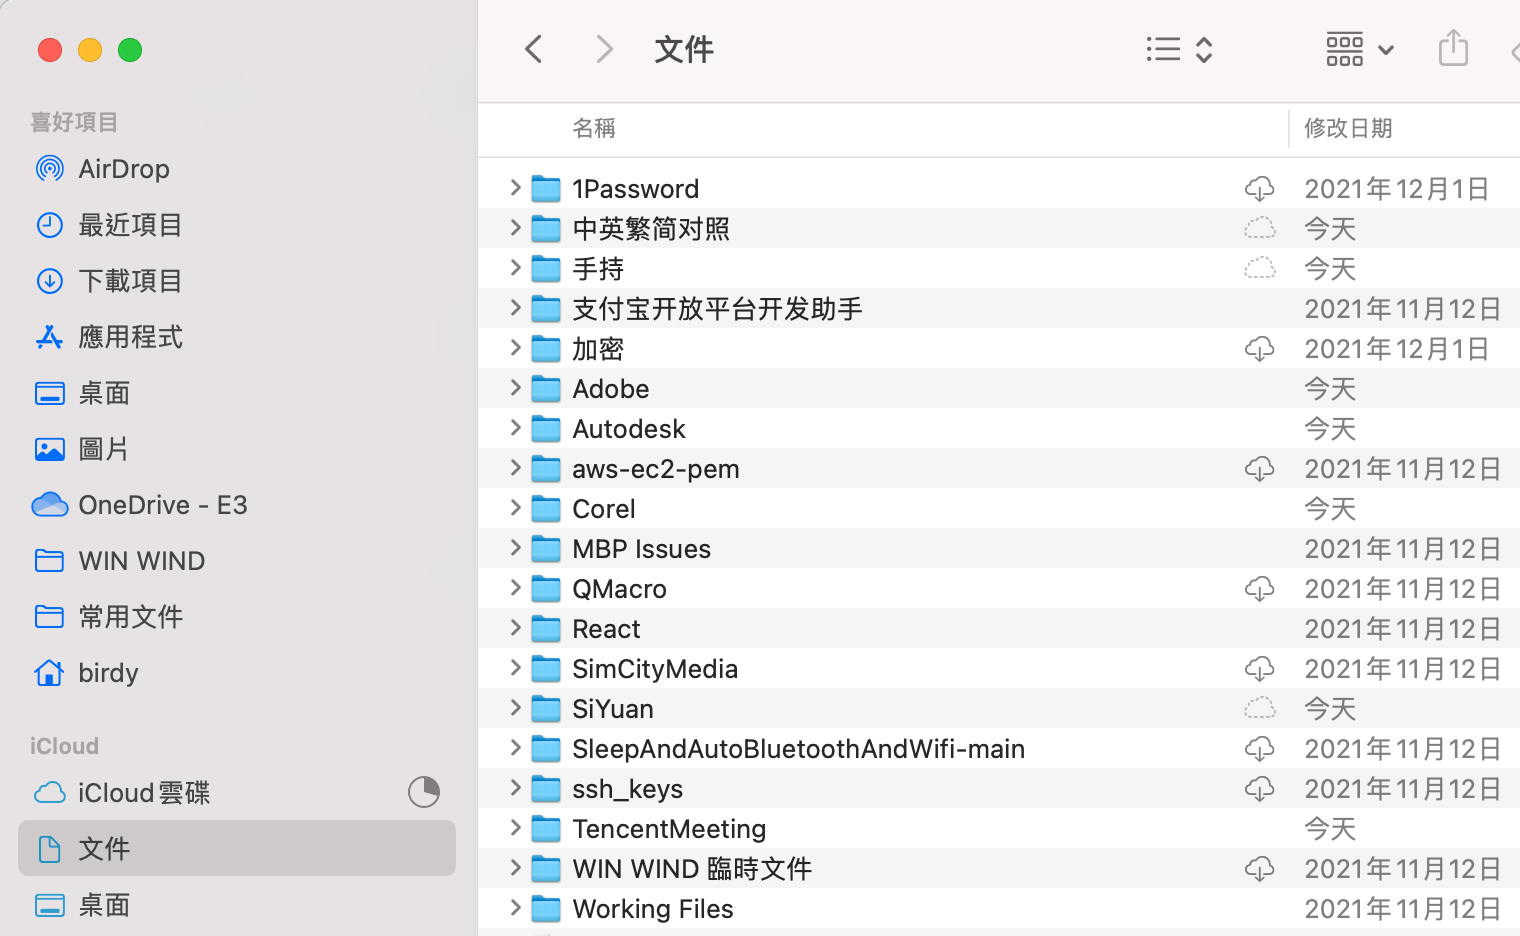 文件
喜好項目
AirDrop
最近項目
下載項目
應用程式
桌面
圖片
OneDrive - E3
WIN WIND
常用文件
birdy
iCloud
iCloud雲碟
文件
桌面
名稱 修改日期
1Password 2021年12月1日
中英繁简对照 今天
手持 今天
支付宝开放平台开发助手 2021年11月12日
加密 2021年12月1日
Adobe 今天
Autodesk 今天
aws-ec2-pem 2021年11月12日
Corel 今天
MBP Issues 2021年11月12日
QMacro 2021年11月12日
React 2021年11月12日
SimCityMedia 2021年11月12日
SiYuan 今天
SleepAndAutoBluetoothAndWifi-main 2021年11月12日
ssh_keys 2021年11月12日
TencentMeeting 今天
WIN WIND 臨時文件 2021年11月12日
Working Files 2021年11月12日